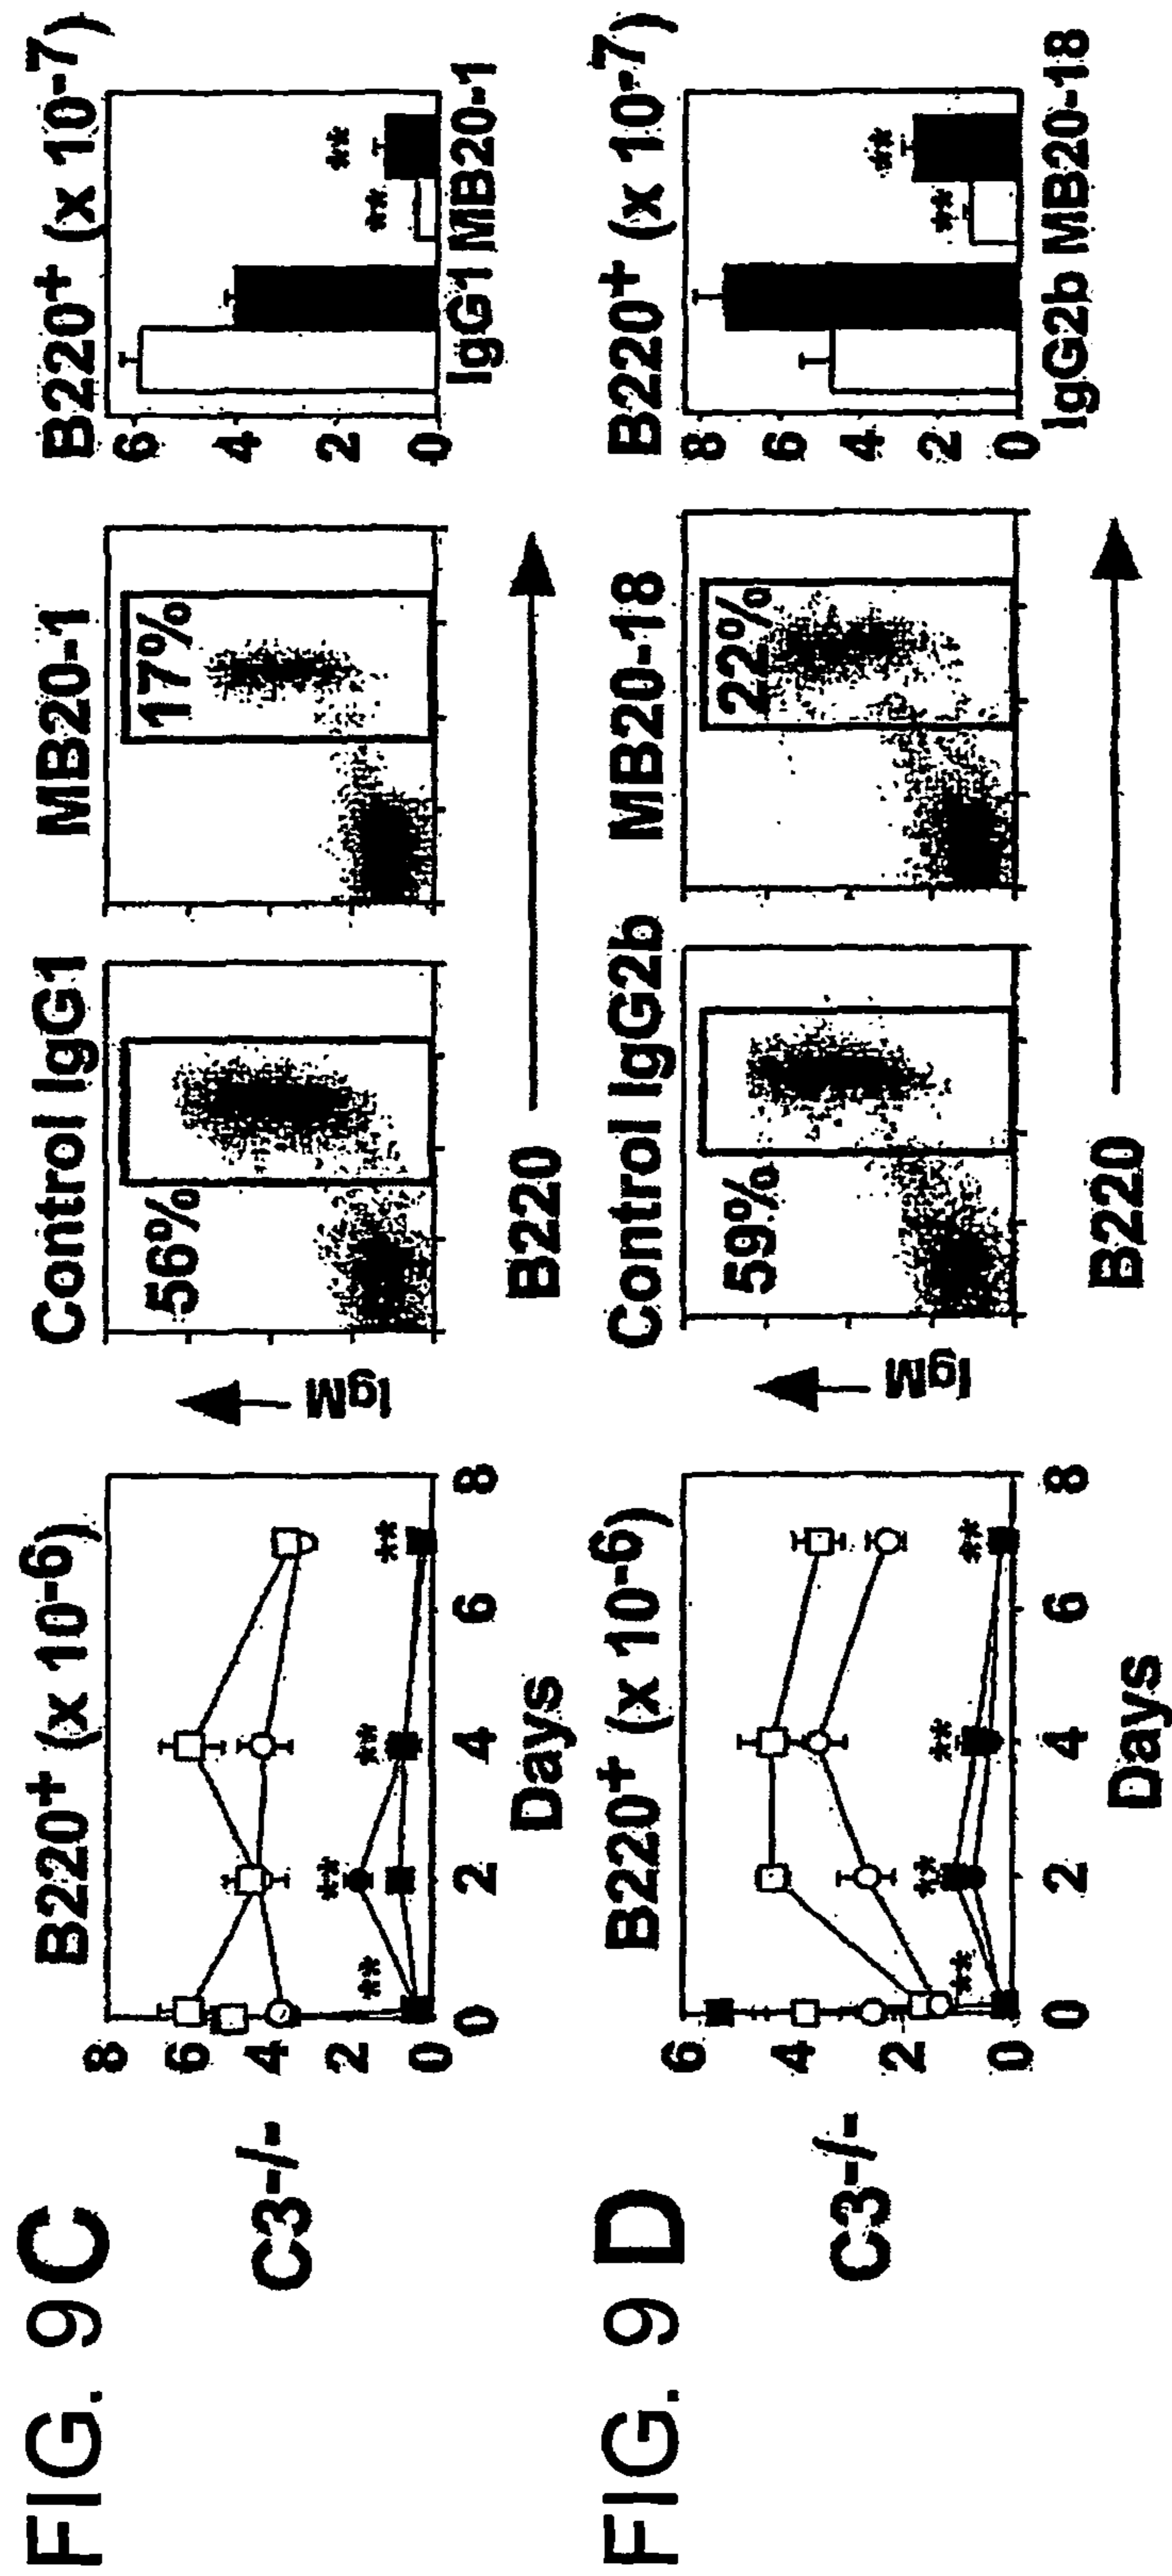 FIG. 9C
C3-/-
B220⁺ (x 10⁻⁶)
8
6
4
2
0
0 2 4 6 8
Days
**
**
**
**
Control IgG1
56%
IgM
MB20-1
17%
B220
B220⁺ (x 10⁻⁷)
6
4
2
0
**
**
IgG1 MB20-1
FIG. 9D
C3-/-
B220⁺ (x 10⁻⁶)
6
4
2
0
0 2 4 6 8
Days
**
**
**
**
Control IgG2b
59%
IgM
MB20-18
22%
B220
B220⁺ (x 10⁻⁷)
8
6
4
2
0
**
**
IgG2b MB20-18